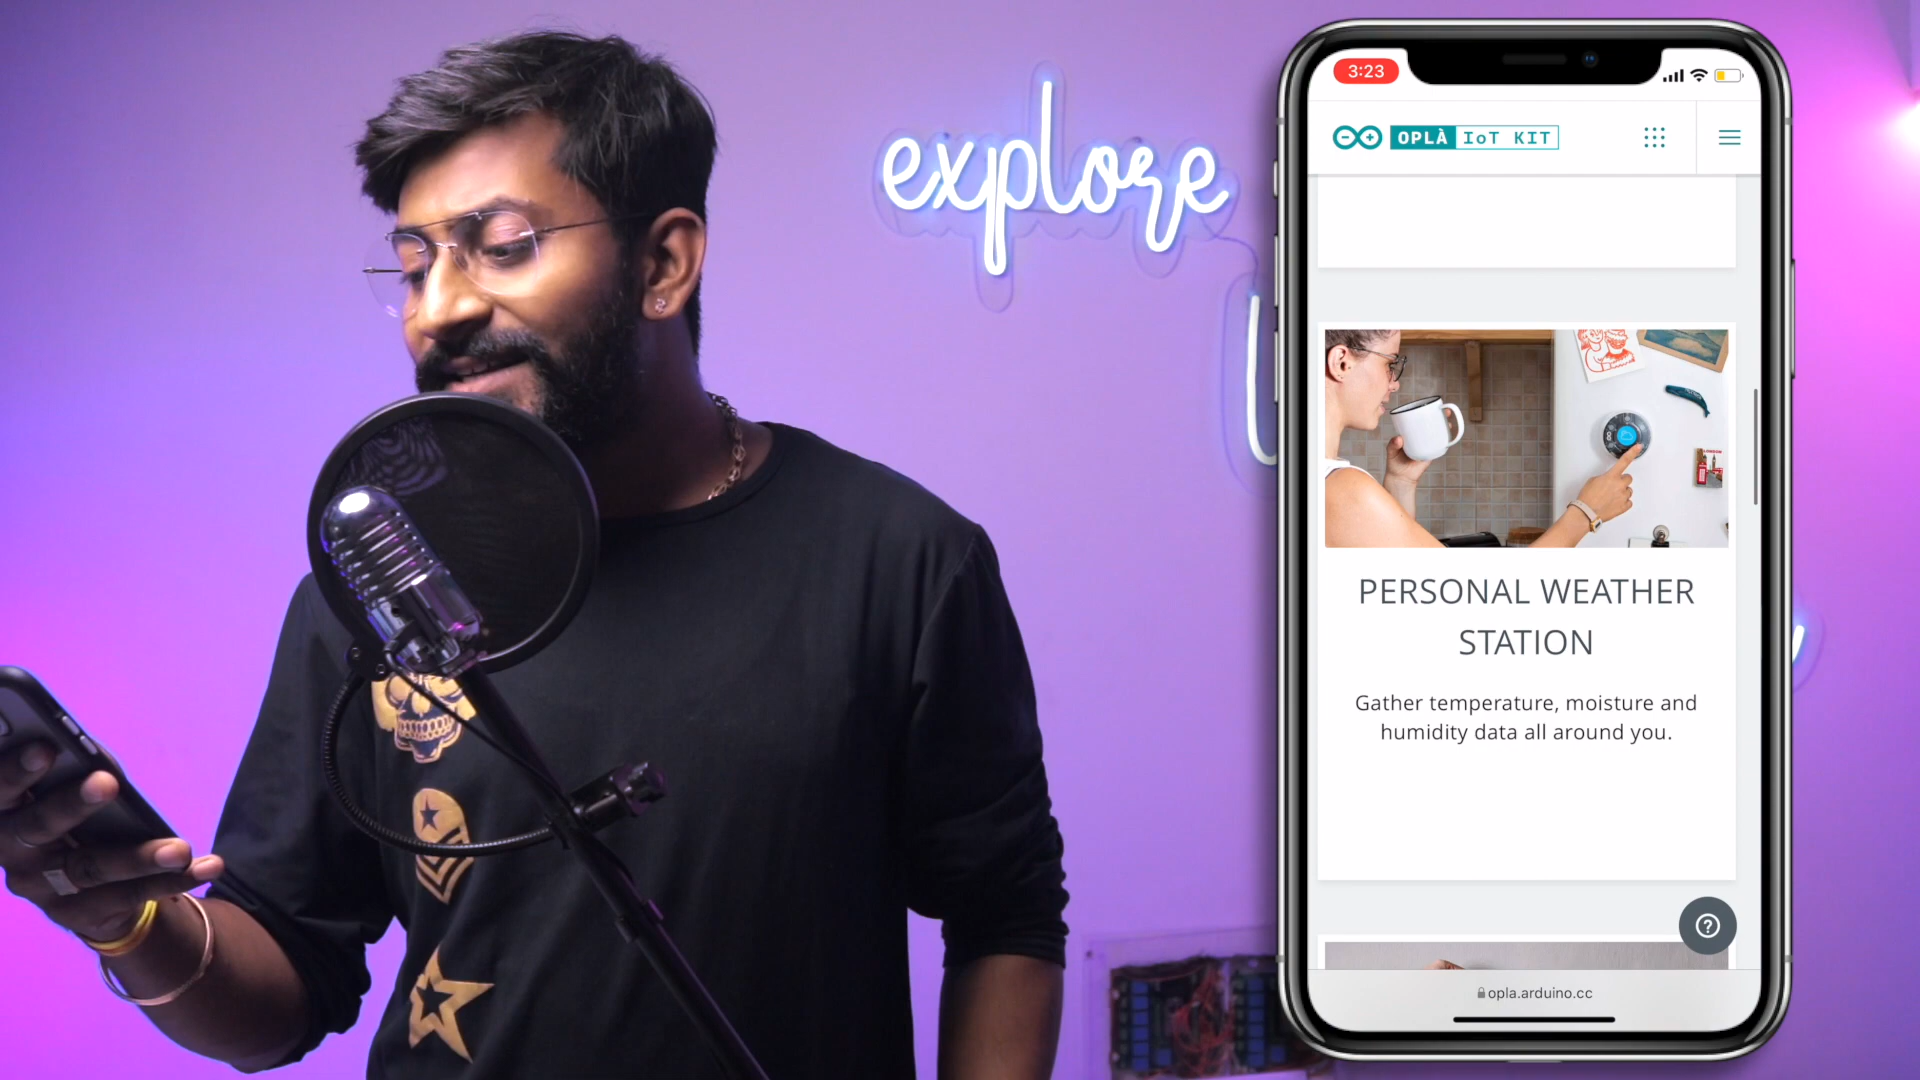 explore
3:23
OPLÀ IoT KIT
PERSONAL WEATHER
STATION
Gather temperature, moisture and
humidity data all around you.
opla.arduino.cc